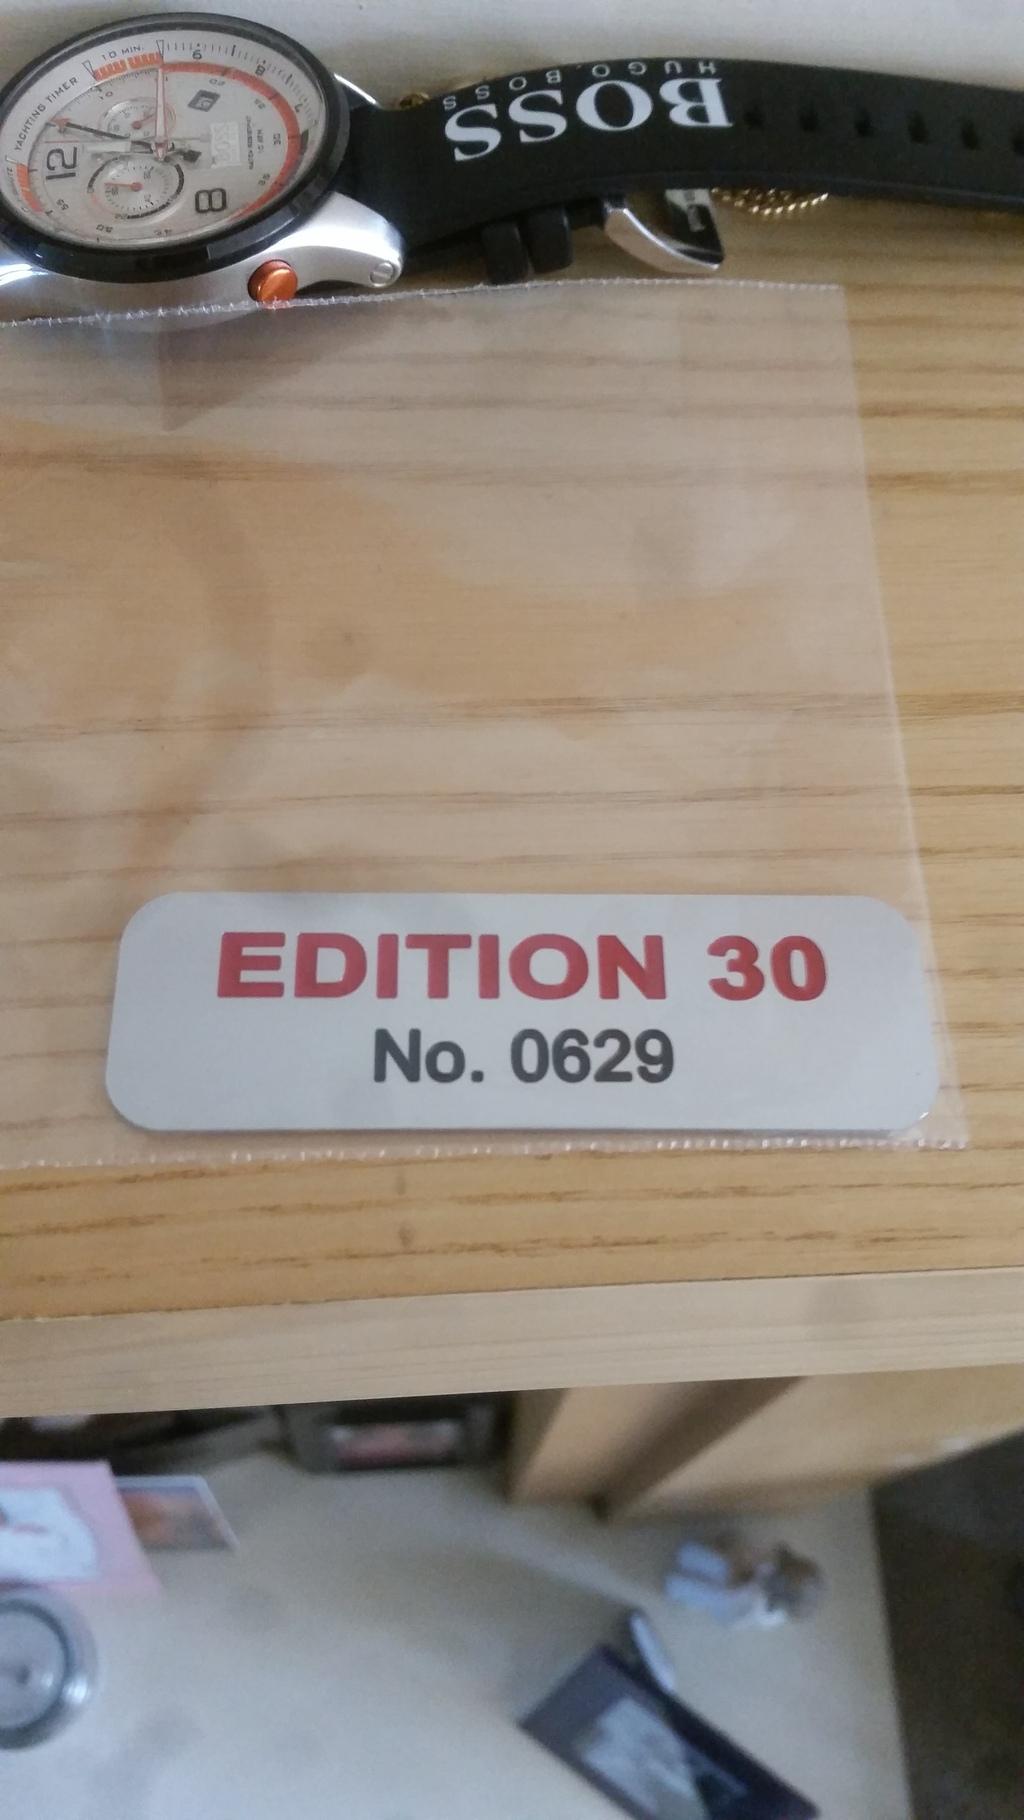 YACHTING TIMER
10 MIN.
12
8
BOSS
HUGO BOSS
EDITION 30
No. 0629